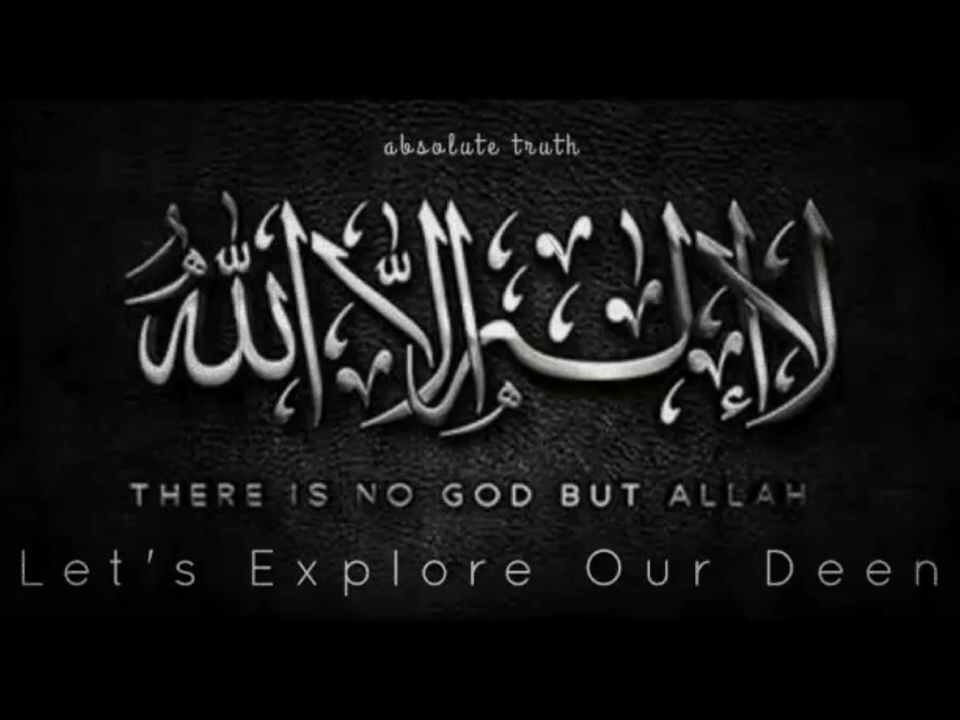 absolute truth
لا إله إلا الله
THERE IS NO GOD BUT ALLAH
Let's Explore Our Deen